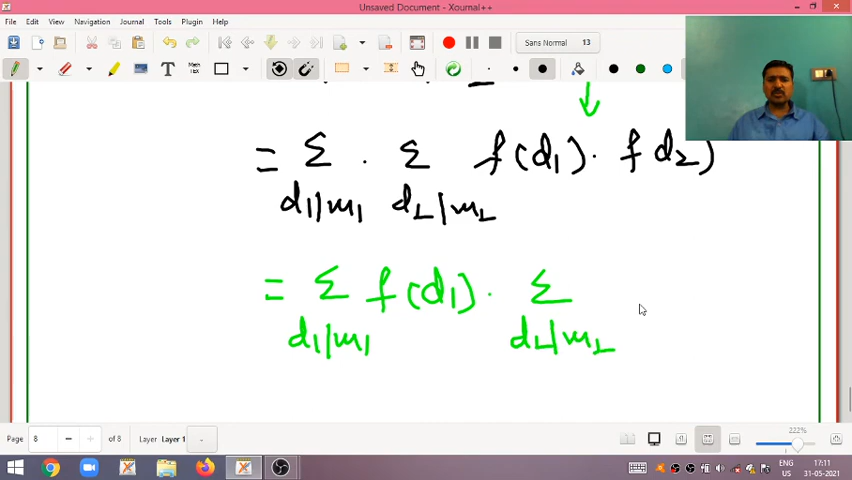 Unsaved Document - Xournal++
File Edit View Navigation Journal Tools Plugin Help
T Math TEX Sans Normal 13
= Σ . Σ f(d1) . f d2)
d1|m1 d2|m2
= Σ f(d1) . Σ
d1|m1 d2|m2
Page 8 of 8 Layer Layer 1 222%
ENG 17:11
US 31-05-2021